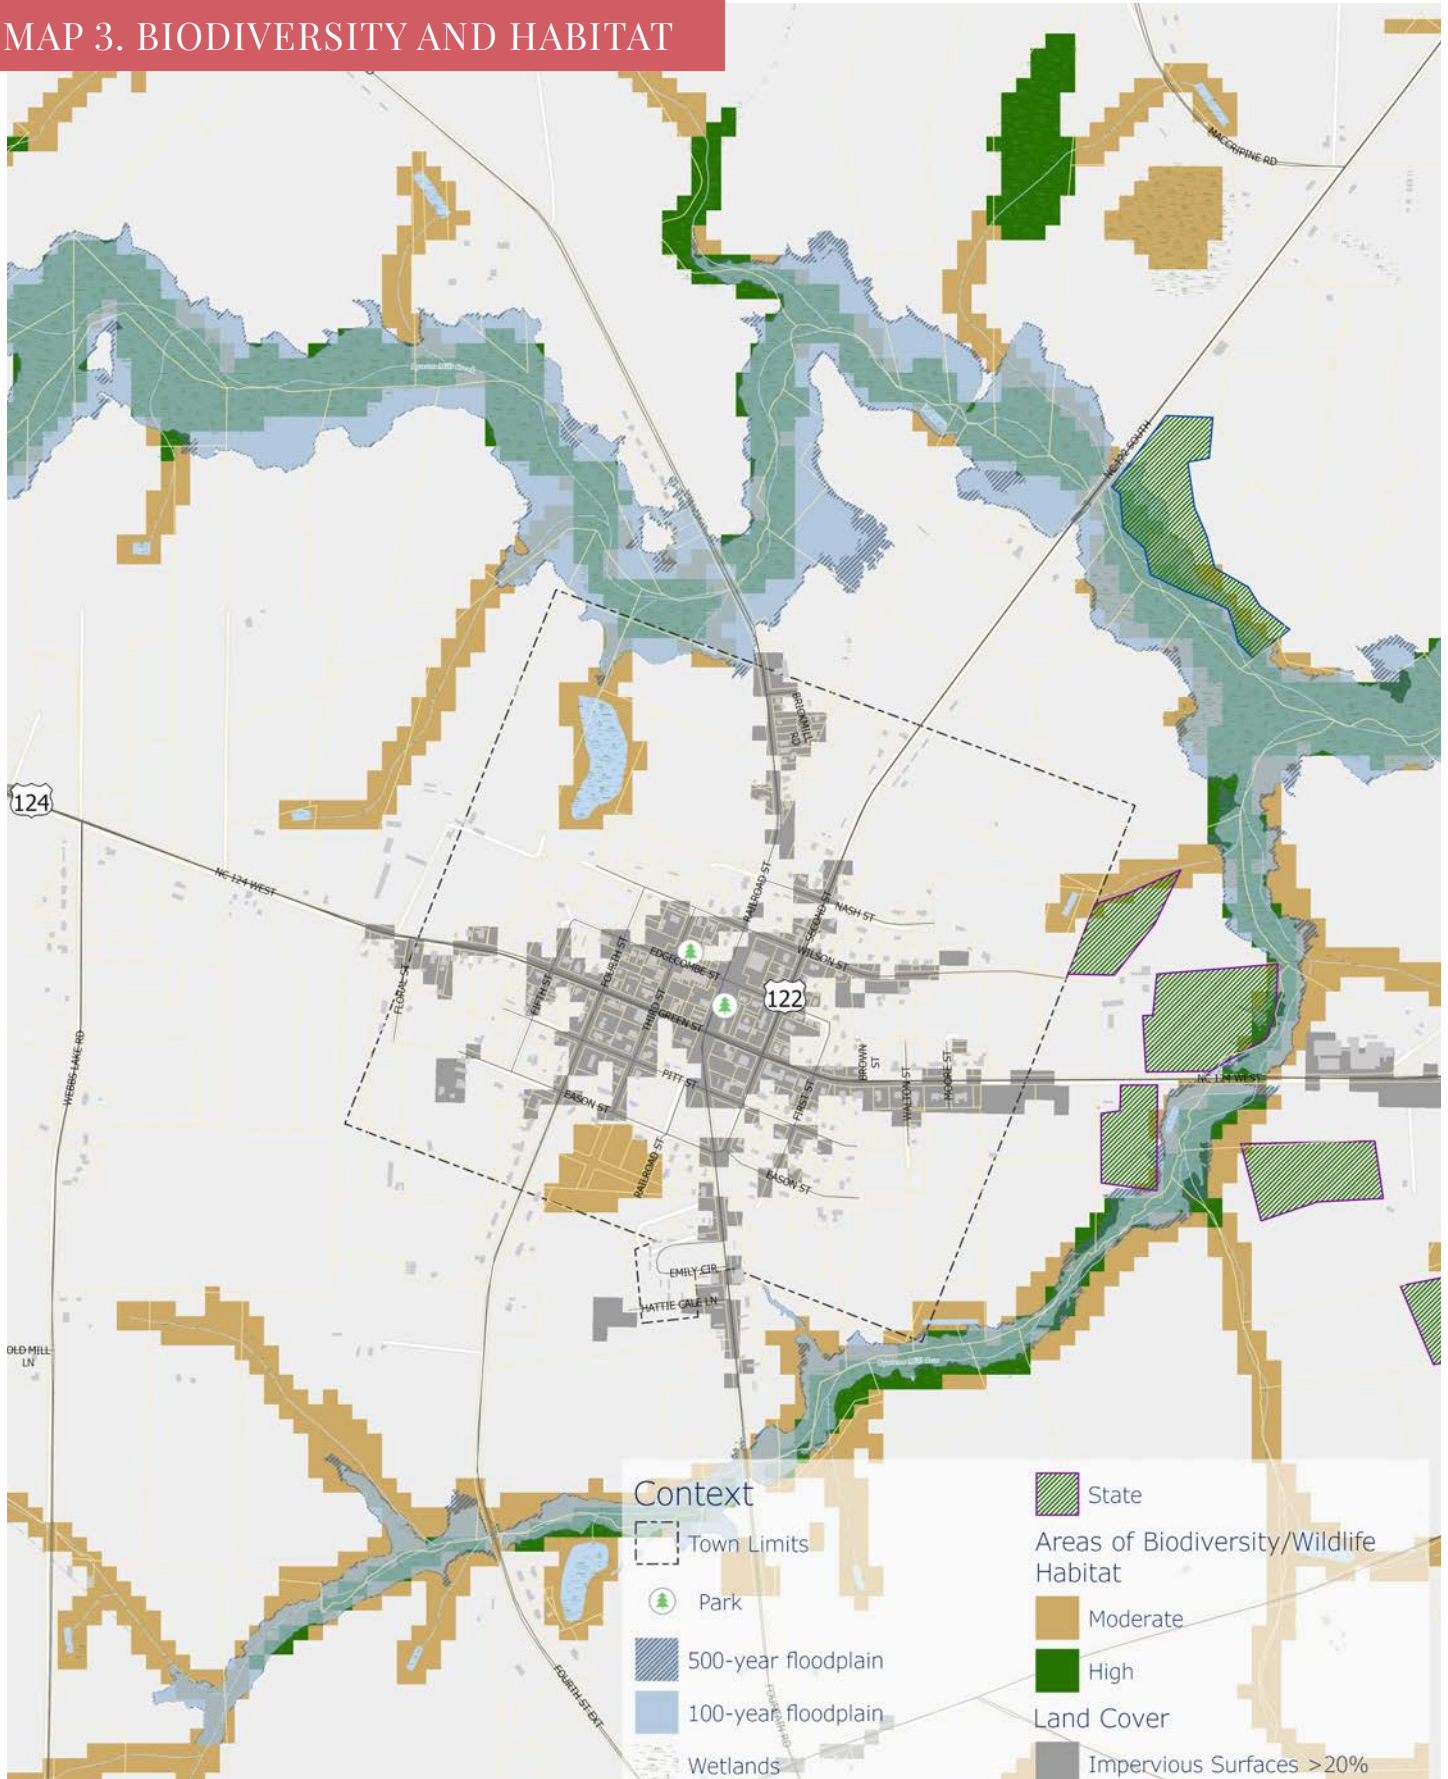 MAP 3. BIODIVERSITY AND HABITAT
MACCRIPINE RD
NC 122 SOUTH
BRICKMILL
RD
124
NC 124 WEST
RAILROAD ST
SECOND ST
NASH ST
WILSON ST
EDGECOMBE ST
FOURTH ST
FIFTH ST
FLORAL ST
THIRD ST
GREEN ST
122
WEBBS LAKE RD
PITT ST
FIRST ST
BROWN
ST
WALTON ST
MOORE ST
NC 124 WEST
EASON ST
RAILROAD ST
EASON ST
EMILY CIR
HATTIE GALE LN
OLD MILL
LN
FOURTH ST EXT
FOUNTAIN RD
Context
Town Limits
Park
500-year floodplain
100-year floodplain
Wetlands
State
Areas of Biodiversity/Wildlife
Habitat
Moderate
High
Land Cover
Impervious Surfaces >20%